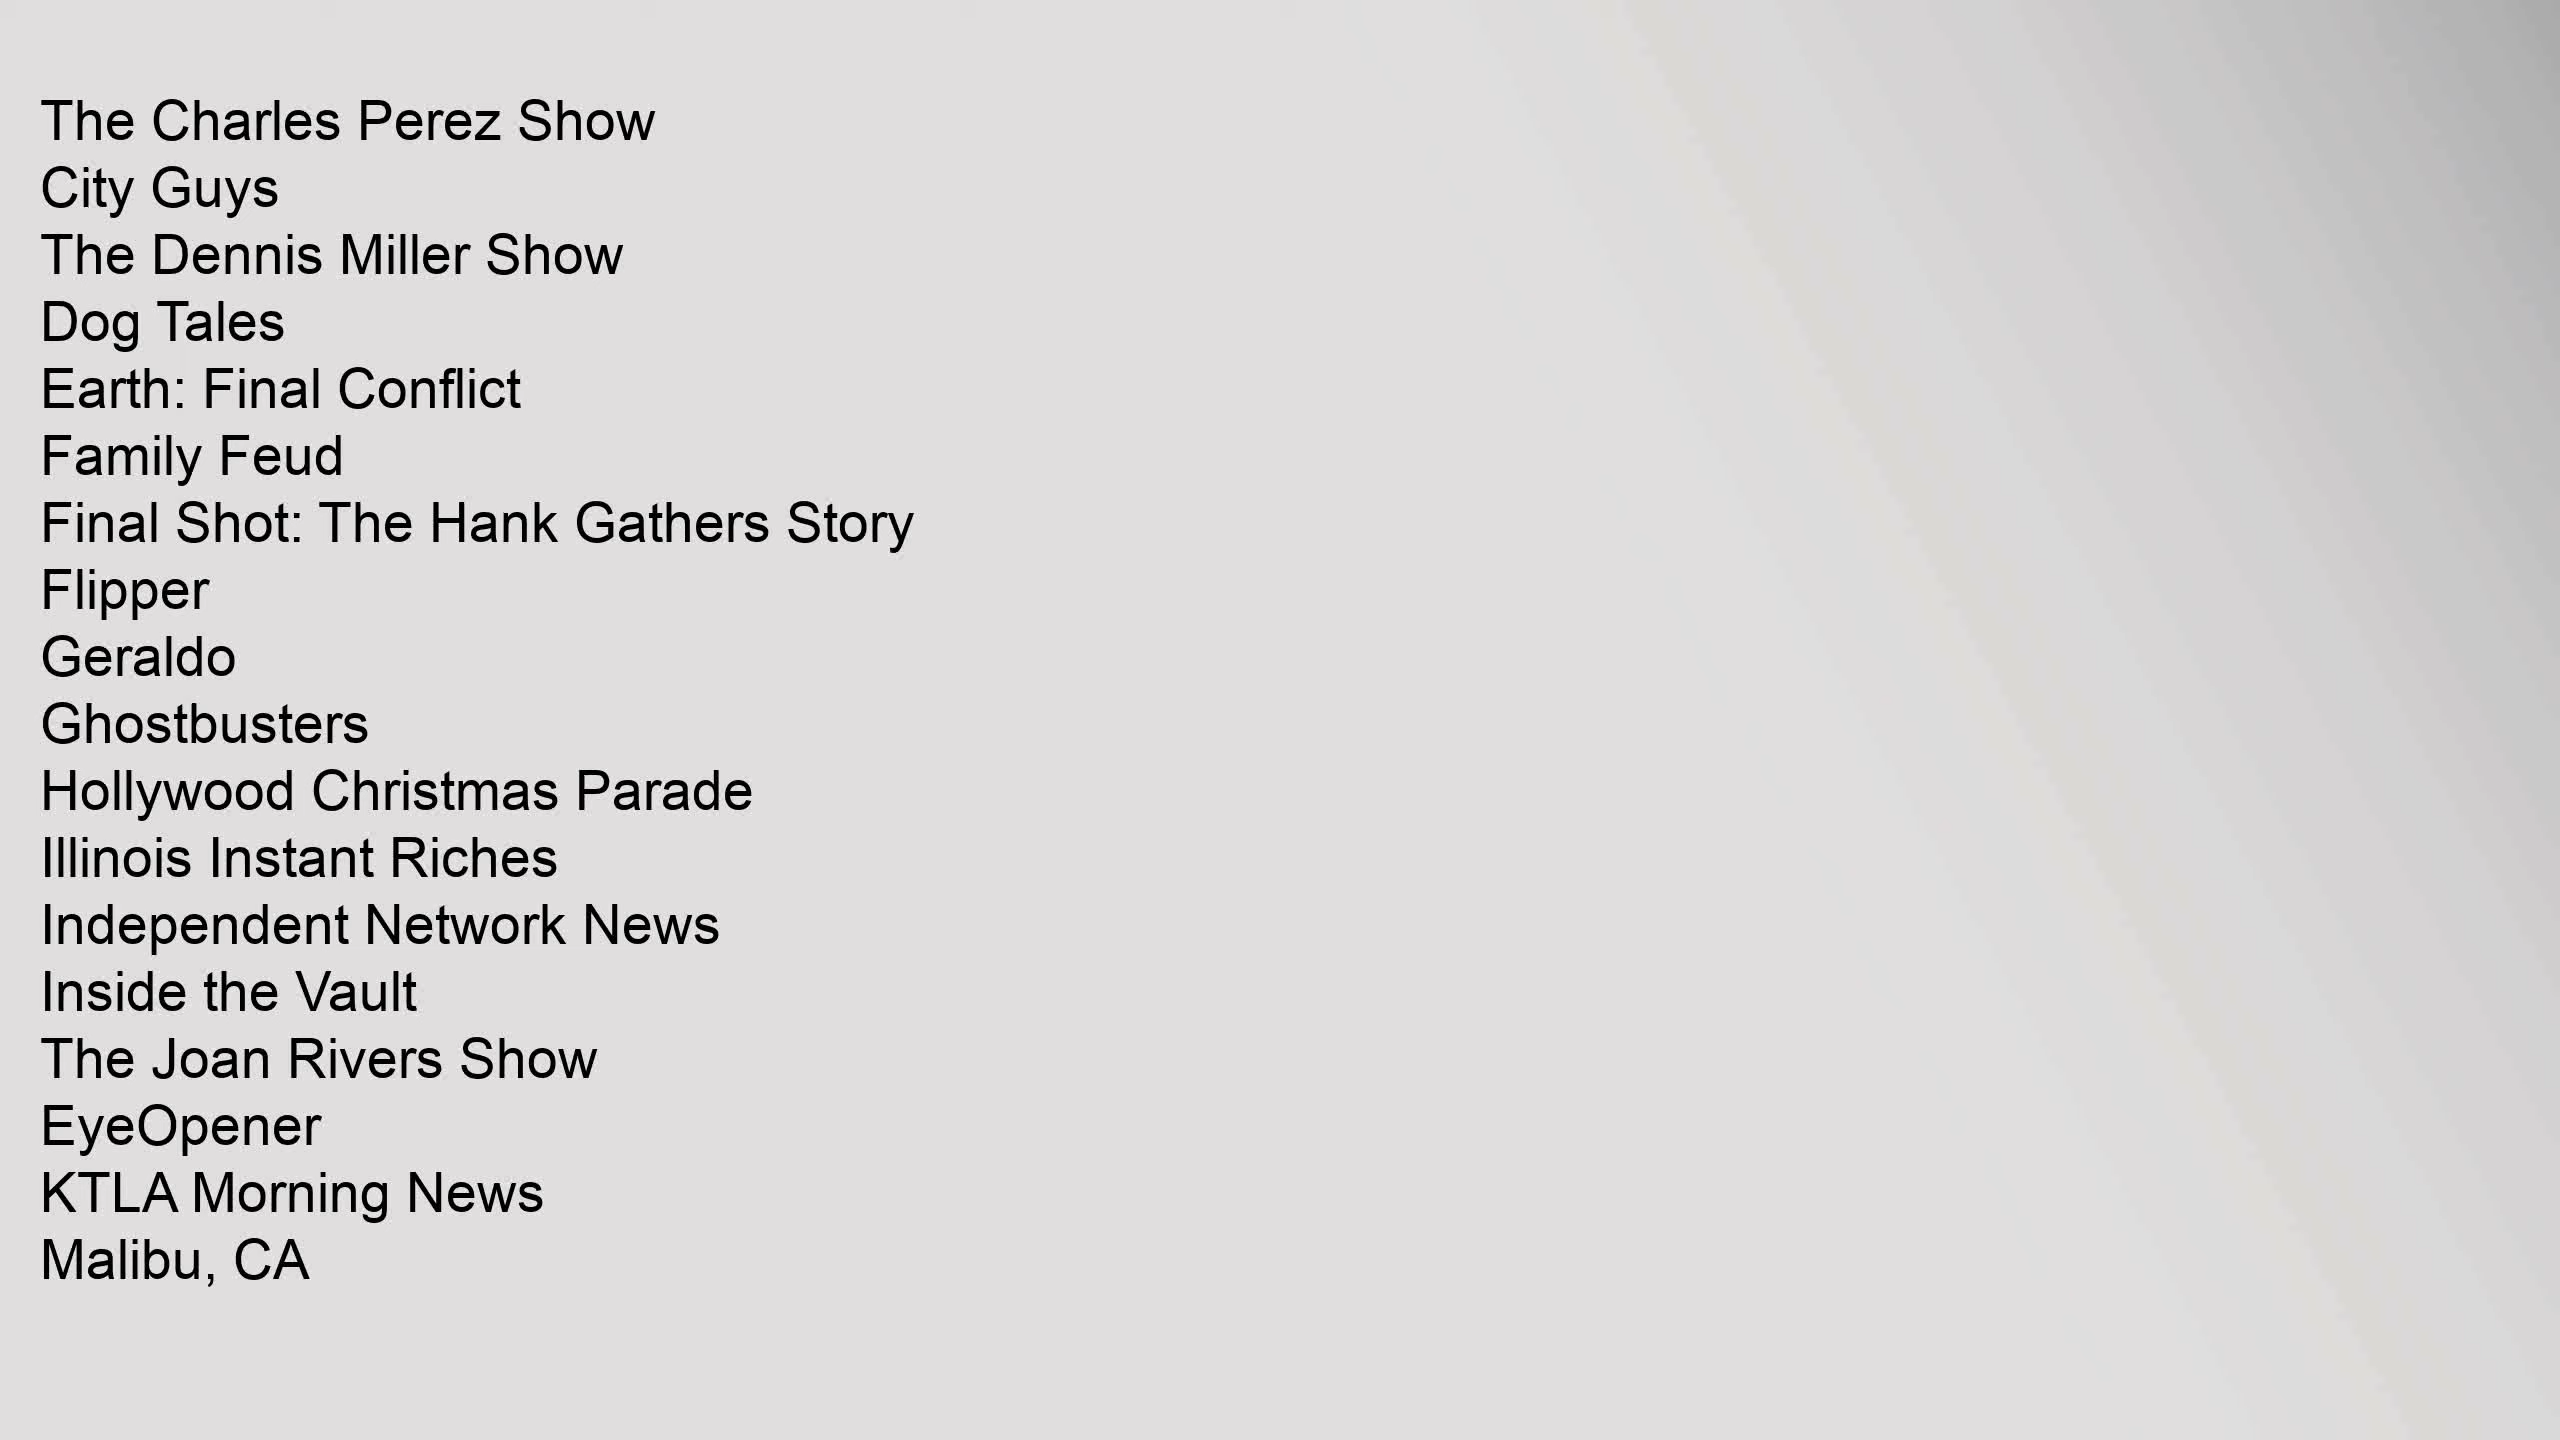 The Charles Perez Show
City Guys
The Dennis Miller Show
Dog Tales
Earth: Final Conflict
Family Feud
Final Shot: The Hank Gathers Story
Flipper
Geraldo
Ghostbusters
Hollywood Christmas Parade
Illinois Instant Riches
Independent Network News
Inside the Vault
The Joan Rivers Show
EyeOpener
KTLA Morning News
Malibu, CA